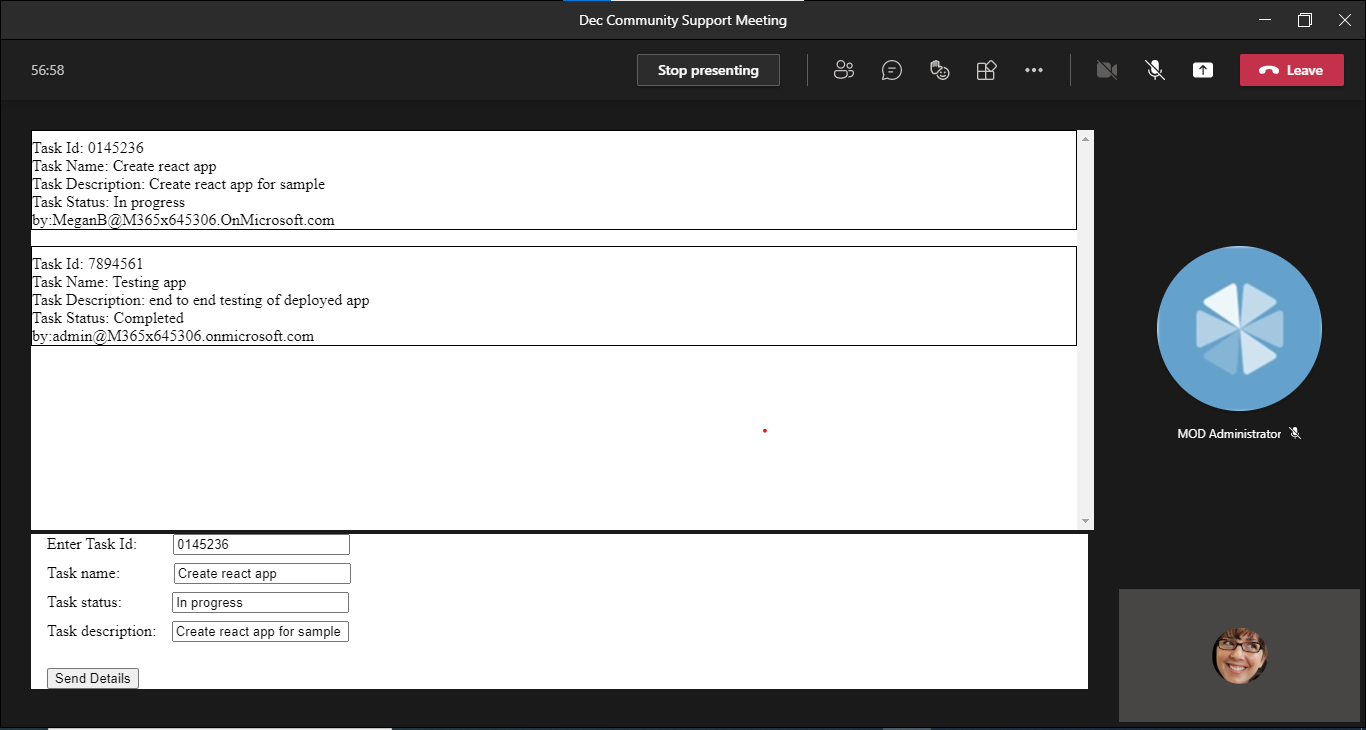 Dec Community Support Meeting
56:58
Stop presenting
Leave
Task Id: 0145236
Task Name: Create react app
Task Description: Create react app for sample
Task Status: In progress
by:MeganB@M365x645306.OnMicrosoft.com
Task Id: 7894561
Task Name: Testing app
Task Description: end to end testing of deployed app
Task Status: Completed
by:admin@M365x645306.onmicrosoft.com
MOD Administrator
Enter Task Id: 0145236
Task name: Create react app
Task status: In progress
Task description: Create react app for sample
Send Details